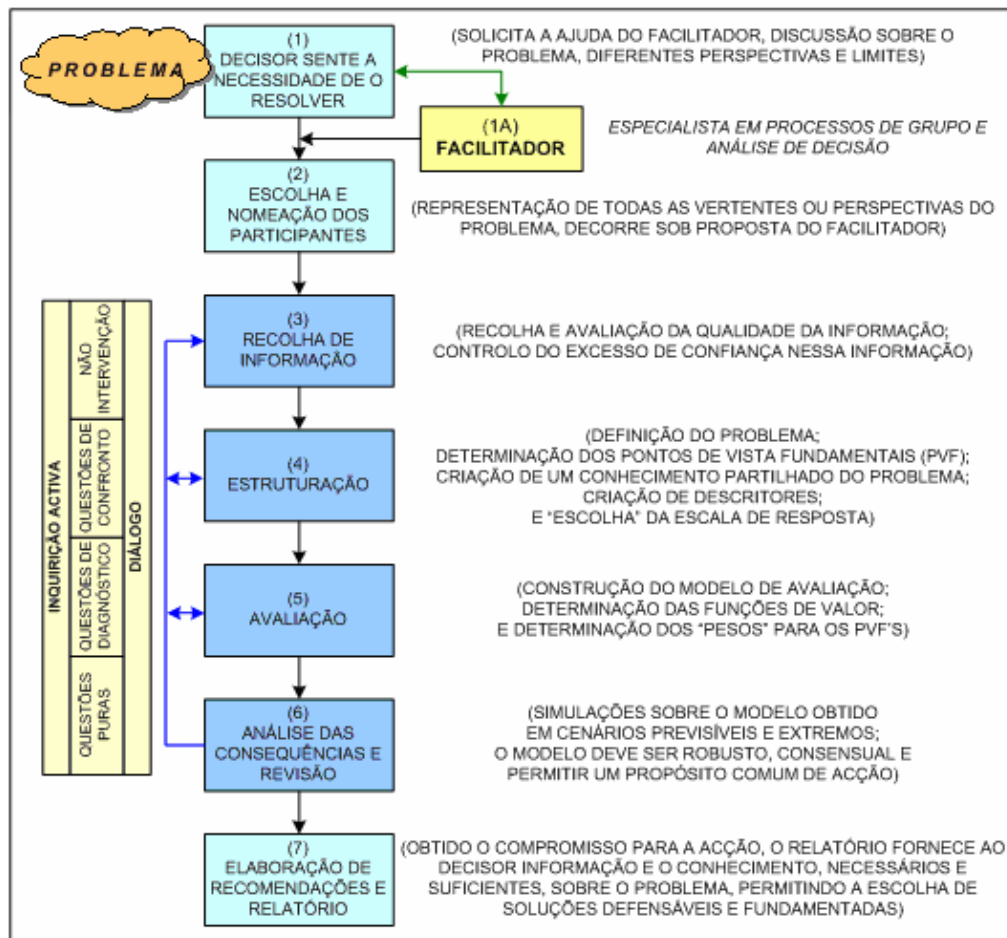 PROBLEMA
(1)
DECISOR SENTE A
NECESSIDADE DE O
RESOLVER
(SOLICITA A AJUDA DO FACILITADOR, DISCUSSÃO SOBRE O
PROBLEMA, DIFERENTES PERSPECTIVAS E LIMITES)
(1A)
FACILITADOR
ESPECIALISTA EM PROCESSOS DE GRUPO E
ANÁLISE DE DECISÃO
(2)
ESCOLHA E
NOMEAÇÃO DOS
PARTICIPANTES
(REPRESENTAÇÃO DE TODAS AS VERTENTES OU PERSPECTIVAS DO
PROBLEMA, DECORRE SOB PROPOSTA DO FACILITADOR)
INQUIRIÇÃO ACTIVA
NÃO
INTERVENÇÃO
QUESTÕES DE
CONFRONTO
QUESTÕES DE
DIAGNÓSTICO
QUESTÕES
PURAS
DIÁLOGO
(3)
RECOLHA DE
INFORMAÇÃO
(RECOLHA E AVALIAÇÃO DA QUALIDADE DA INFORMAÇÃO;
CONTROLO DO EXCESSO DE CONFIANÇA NESSA INFORMAÇÃO)
(4)
ESTRUTURAÇÃO
(DEFINIÇÃO DO PROBLEMA;
DETERMINAÇÃO DOS PONTOS DE VISTA FUNDAMENTAIS (PVF);
CRIAÇÃO DE UM CONHECIMENTO PARTILHADO DO PROBLEMA;
CRIAÇÃO DE DESCRITORES;
E "ESCOLHA" DA ESCALA DE RESPOSTA)
(5)
AVALIAÇÃO
(CONSTRUÇÃO DO MODELO DE AVALIAÇÃO;
DETERMINAÇÃO DAS FUNÇÕES DE VALOR;
E DETERMINAÇÃO DOS "PESOS" PARA OS PVF'S)
(6)
ANÁLISE DAS
CONSEQUÊNCIAS E
REVISÃO
(SIMULAÇÕES SOBRE O MODELO OBTIDO
EM CENÁRIOS PREVISÍVEIS E EXTREMOS;
O MODELO DEVE SER ROBUSTO, CONSENSUAL E
PERMITIR UM PROPÓSITO COMUM DE ACÇÃO)
(7)
ELABORAÇÃO DE
RECOMENDAÇÕES E
RELATÓRIO
(OBTIDO O COMPROMISSO PARA A ACÇÃO, O RELATÓRIO FORNECE AO
DECISOR INFORMAÇÃO E O CONHECIMENTO, NECESSÁRIOS E
SUFICIENTES, SOBRE O PROBLEMA, PERMITINDO A ESCOLHA DE
SOLUÇÕES DEFENSÁVEIS E FUNDAMENTADAS)